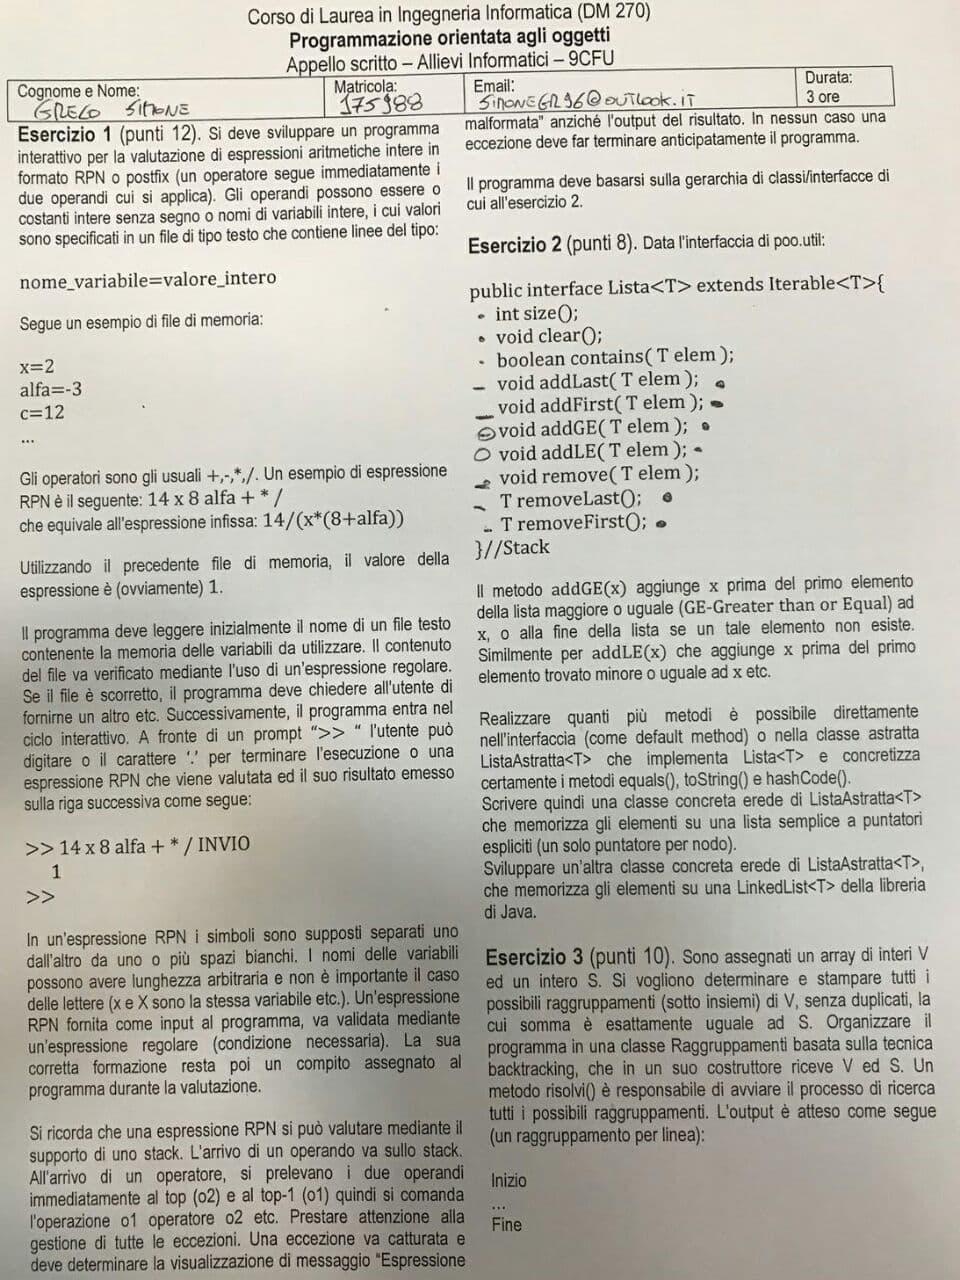 Corso di Laurea in Ingegneria Informatica (DM 270)
Programmazione orientata agli oggetti
Appello scritto – Allievi Informatici – 9CFU
Cognome e Nome:
GRECO SIMONE
Matricola:
175988
Email:
SIMONEGR96@OUTLOOK.IT
Durata:
3 ore
Esercizio 1 (punti 12). Si deve sviluppare un programma
interattivo per la valutazione di espressioni aritmetiche intere in
formato RPN o postfix (un operatore segue immediatamente i
due operandi cui si applica). Gli operandi possono essere o
costanti intere senza segno o nomi di variabili intere, i cui valori
sono specificati in un file di tipo testo che contiene linee del tipo:
nome_variabile=valore_intero
Segue un esempio di file di memoria:
x=2
alfa=-3
c=12
...
Gli operatori sono gli usuali +,-,*,/. Un esempio di espressione
RPN è il seguente: 14 x 8 alfa + * /
che equivale all'espressione infissa: 14/(x*(8+alfa))
Utilizzando il precedente file di memoria, il valore della
espressione è (ovviamente) 1.
Il programma deve leggere inizialmente il nome di un file testo
contenente la memoria delle variabili da utilizzare. Il contenuto
del file va verificato mediante l'uso di un'espressione regolare.
Se il file è scorretto, il programma deve chiedere all'utente di
fornirne un altro etc. Successivamente, il programma entra nel
ciclo interattivo. A fronte di un prompt “>> “ l'utente può
digitare o il carattere '.' per terminare l'esecuzione o una
espressione RPN che viene valutata ed il suo risultato emesso
sulla riga successiva come segue:
>> 14 x 8 alfa + * / INVIO
1
>>
In un'espressione RPN i simboli sono supposti separati uno
dall'altro da uno o più spazi bianchi. I nomi delle variabili
possono avere lunghezza arbitraria e non è importante il caso
delle lettere (x e X sono la stessa variabile etc.). Un'espressione
RPN fornita come input al programma, va validata mediante
un'espressione regolare (condizione necessaria). La sua
corretta formazione resta poi un compito assegnato al
programma durante la valutazione.
Si ricorda che una espressione RPN si può valutare mediante il
supporto di uno stack. L'arrivo di un operando va sullo stack.
All'arrivo di un operatore, si prelevano i due operandi
immediatamente al top (o2) e al top-1 (o1) quindi si comanda
l'operazione o1 operatore o2 etc. Prestare attenzione alla
gestione di tutte le eccezioni. Una eccezione va catturata e
deve determinare la visualizzazione di messaggio “Espressione
malformata” anziché l'output del risultato. In nessun caso una
eccezione deve far terminare anticipatamente il programma.
Il programma deve basarsi sulla gerarchia di classi/interfacce di
cui all'esercizio 2.
Esercizio 2 (punti 8). Data l'interfaccia di poo.util:
public interface Lista<T> extends Iterable<T>{
int size();
void clear();
boolean contains( T elem );
void addLast( T elem );
void addFirst( T elem );
void addGE( T elem );
void addLE( T elem );
void remove( T elem );
T removeLast();
T removeFirst();
}//Stack
Il metodo addGE(x) aggiunge x prima del primo elemento
della lista maggiore o uguale (GE-Greater than or Equal) ad
x, o alla fine della lista se un tale elemento non esiste.
Similmente per addLE(x) che aggiunge x prima del primo
elemento trovato minore o uguale ad x etc.
Realizzare quanti più metodi è possibile direttamente
nell'interfaccia (come default method) o nella classe astratta
ListaAstratta<T> che implementa Lista<T> e concretizza
certamente i metodi equals(), toString() e hashCode().
Scrivere quindi una classe concreta erede di ListaAstratta<T>
che memorizza gli elementi su una lista semplice a puntatori
espliciti (un solo puntatore per nodo).
Sviluppare un'altra classe concreta erede di ListaAstratta<T>,
che memorizza gli elementi su una LinkedList<T> della libreria
di Java.
Esercizio 3 (punti 10). Sono assegnati un array di interi V
ed un intero S. Si vogliono determinare e stampare tutti i
possibili raggruppamenti (sotto insiemi) di V, senza duplicati, la
cui somma è esattamente uguale ad S. Organizzare il
programma in una classe Raggruppamenti basata sulla tecnica
backtracking, che in un suo costruttore riceve V ed S. Un
metodo risolvi() è responsabile di avviare il processo di ricerca
tutti i possibili raggruppamenti. L'output è atteso come segue
(un raggruppamento per linea):
Inizio
...
Fine